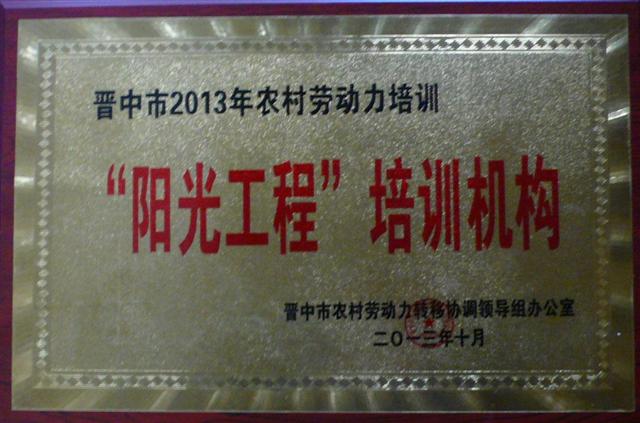 晋中市2013年农村劳动力培训
“阳光工程”培训机构
晋中市农村劳动力转移协调领导组办公室
二〇一三年十月